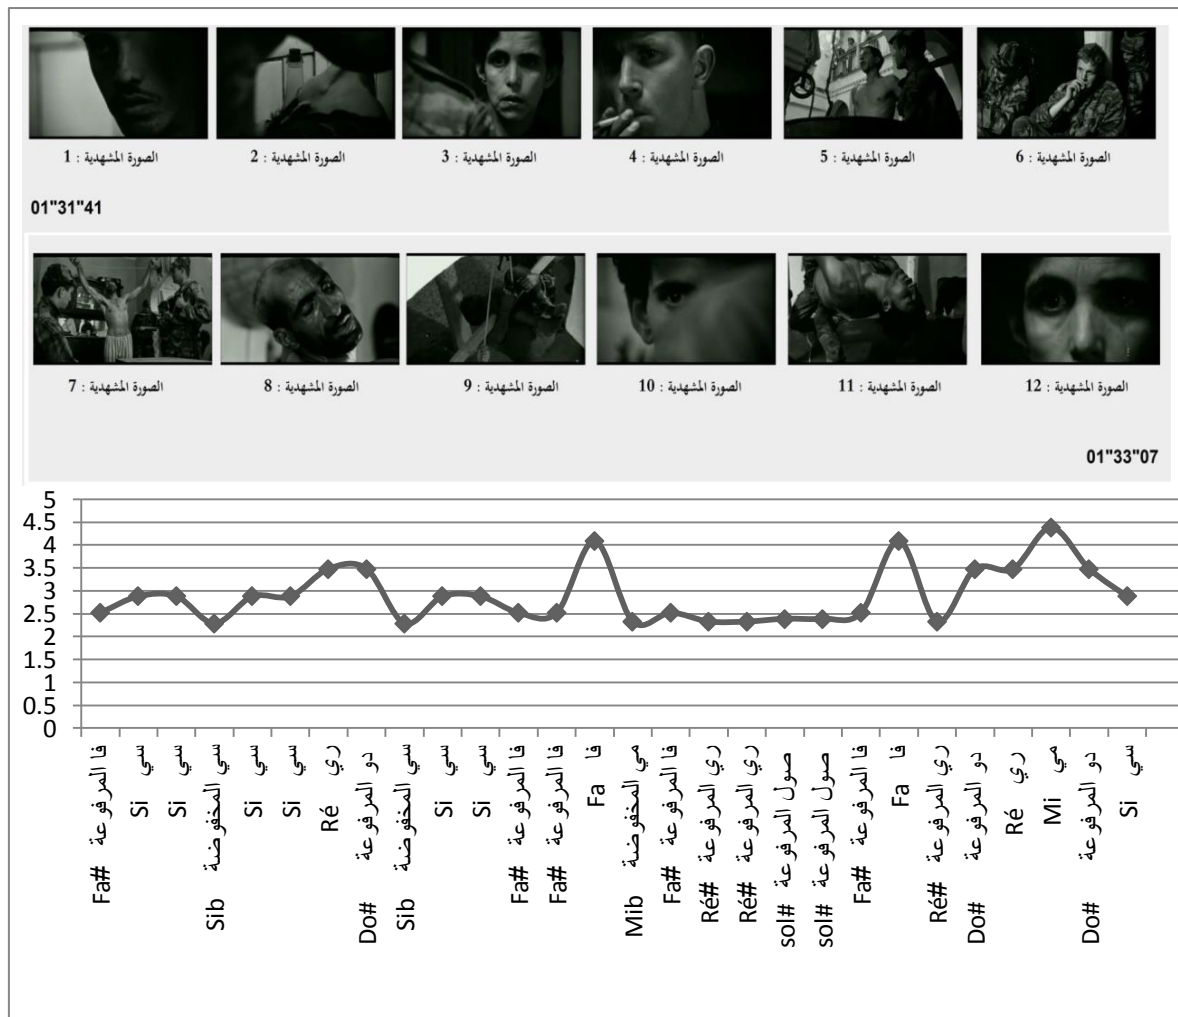 الصورة المشهدية : 1
الصورة المشهدية : 2
الصورة المشهدية : 3
الصورة المشهدية : 4
الصورة المشهدية : 5
الصورة المشهدية : 6
01"31"41
الصورة المشهدية : 7
الصورة المشهدية : 8
الصورة المشهدية : 9
الصورة المشهدية : 10
الصورة المشهدية : 11
الصورة المشهدية : 12
01"33"07
5
4.5
4
3.5
3
2.5
2
1.5
1
0.5
0
Fa# فا المرفوعة
Si سي
Si سي
Sib سي المخفوضة
Si سي
Si سي
Ré ري
Do# دو المرفوعة
Sib سي المخفوضة
Si سي
Si سي
Fa# فا المرفوعة
Fa# فا المرفوعة
Fa فا
Mib مي المخفوضة
Fa# فا المرفوعة
Ré# ري المرفوعة
Ré# ري المرفوعة
sol# صول المرفوعة
sol# صول المرفوعة
Fa# فا المرفوعة
Fa فا
Ré# ري المرفوعة
Do# دو المرفوعة
Ré ري
Mi مي
Do# دو المرفوعة
Si سي